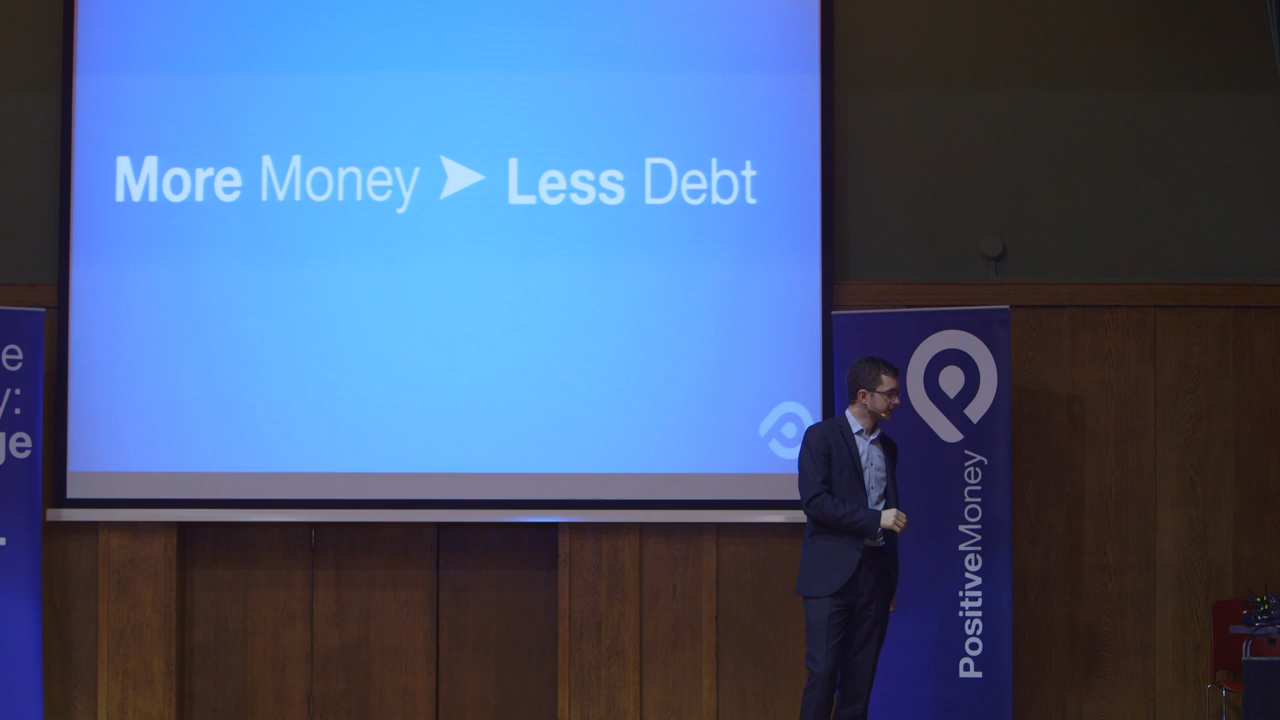 More Money ➤ Less Debt
e
y:
ge
PositiveMoney